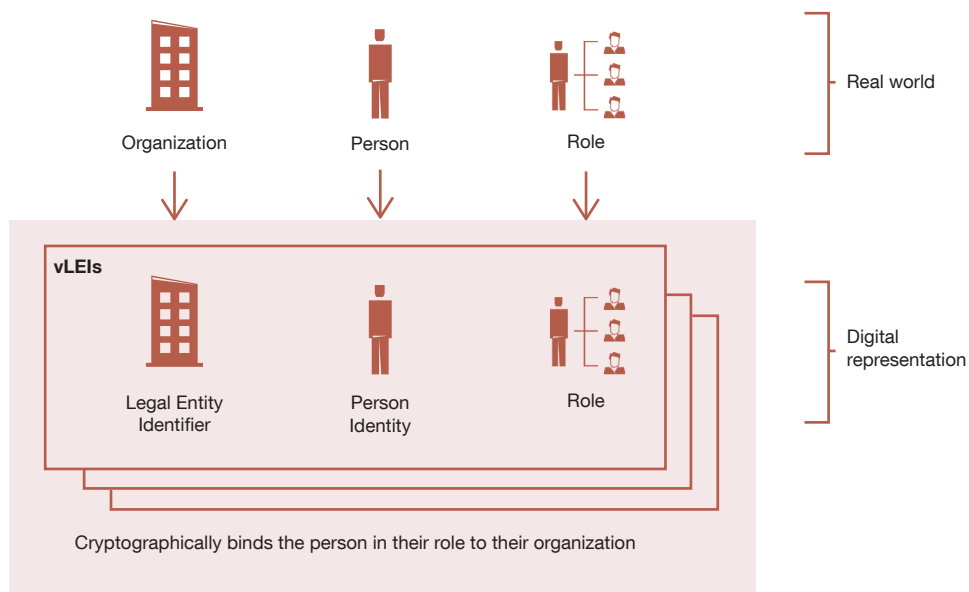 Organization
Person
Role
Real world
vLEIs
Legal Entity
Identifier
Person
Identity
Role
Digital
representation
Cryptographically binds the person in their role to their organization